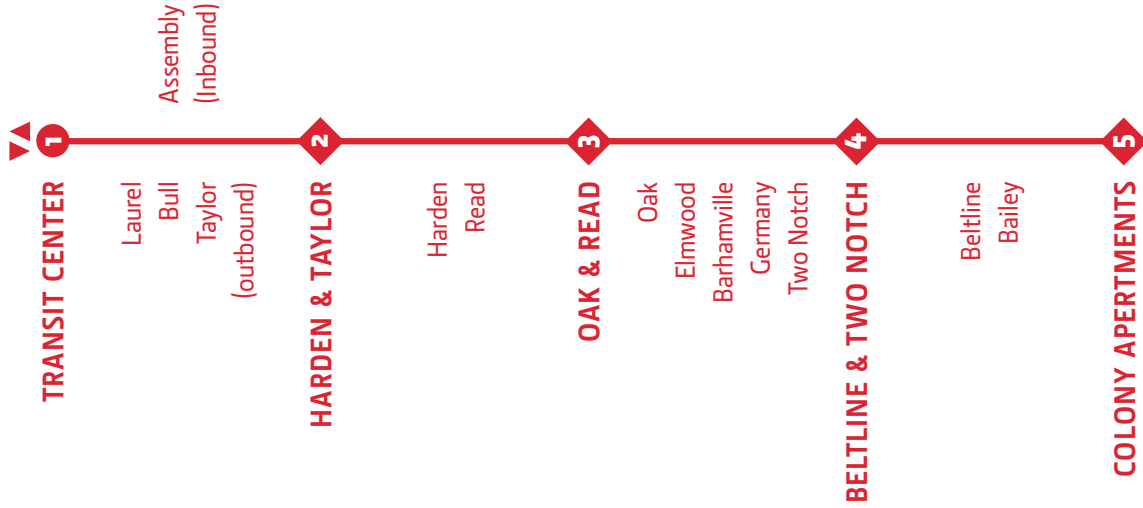 1
TRANSIT CENTER
Laurel
Bull
Taylor
(outbound)
Assembly
(Inbound)
2
HARDEN & TAYLOR
Harden
Read
3
OAK & READ
Oak
Elmwood
Barhamville
Germany
Two Notch
4
BELTLINE & TWO NOTCH
Beltline
Bailey
5
COLONY APERTMENTS